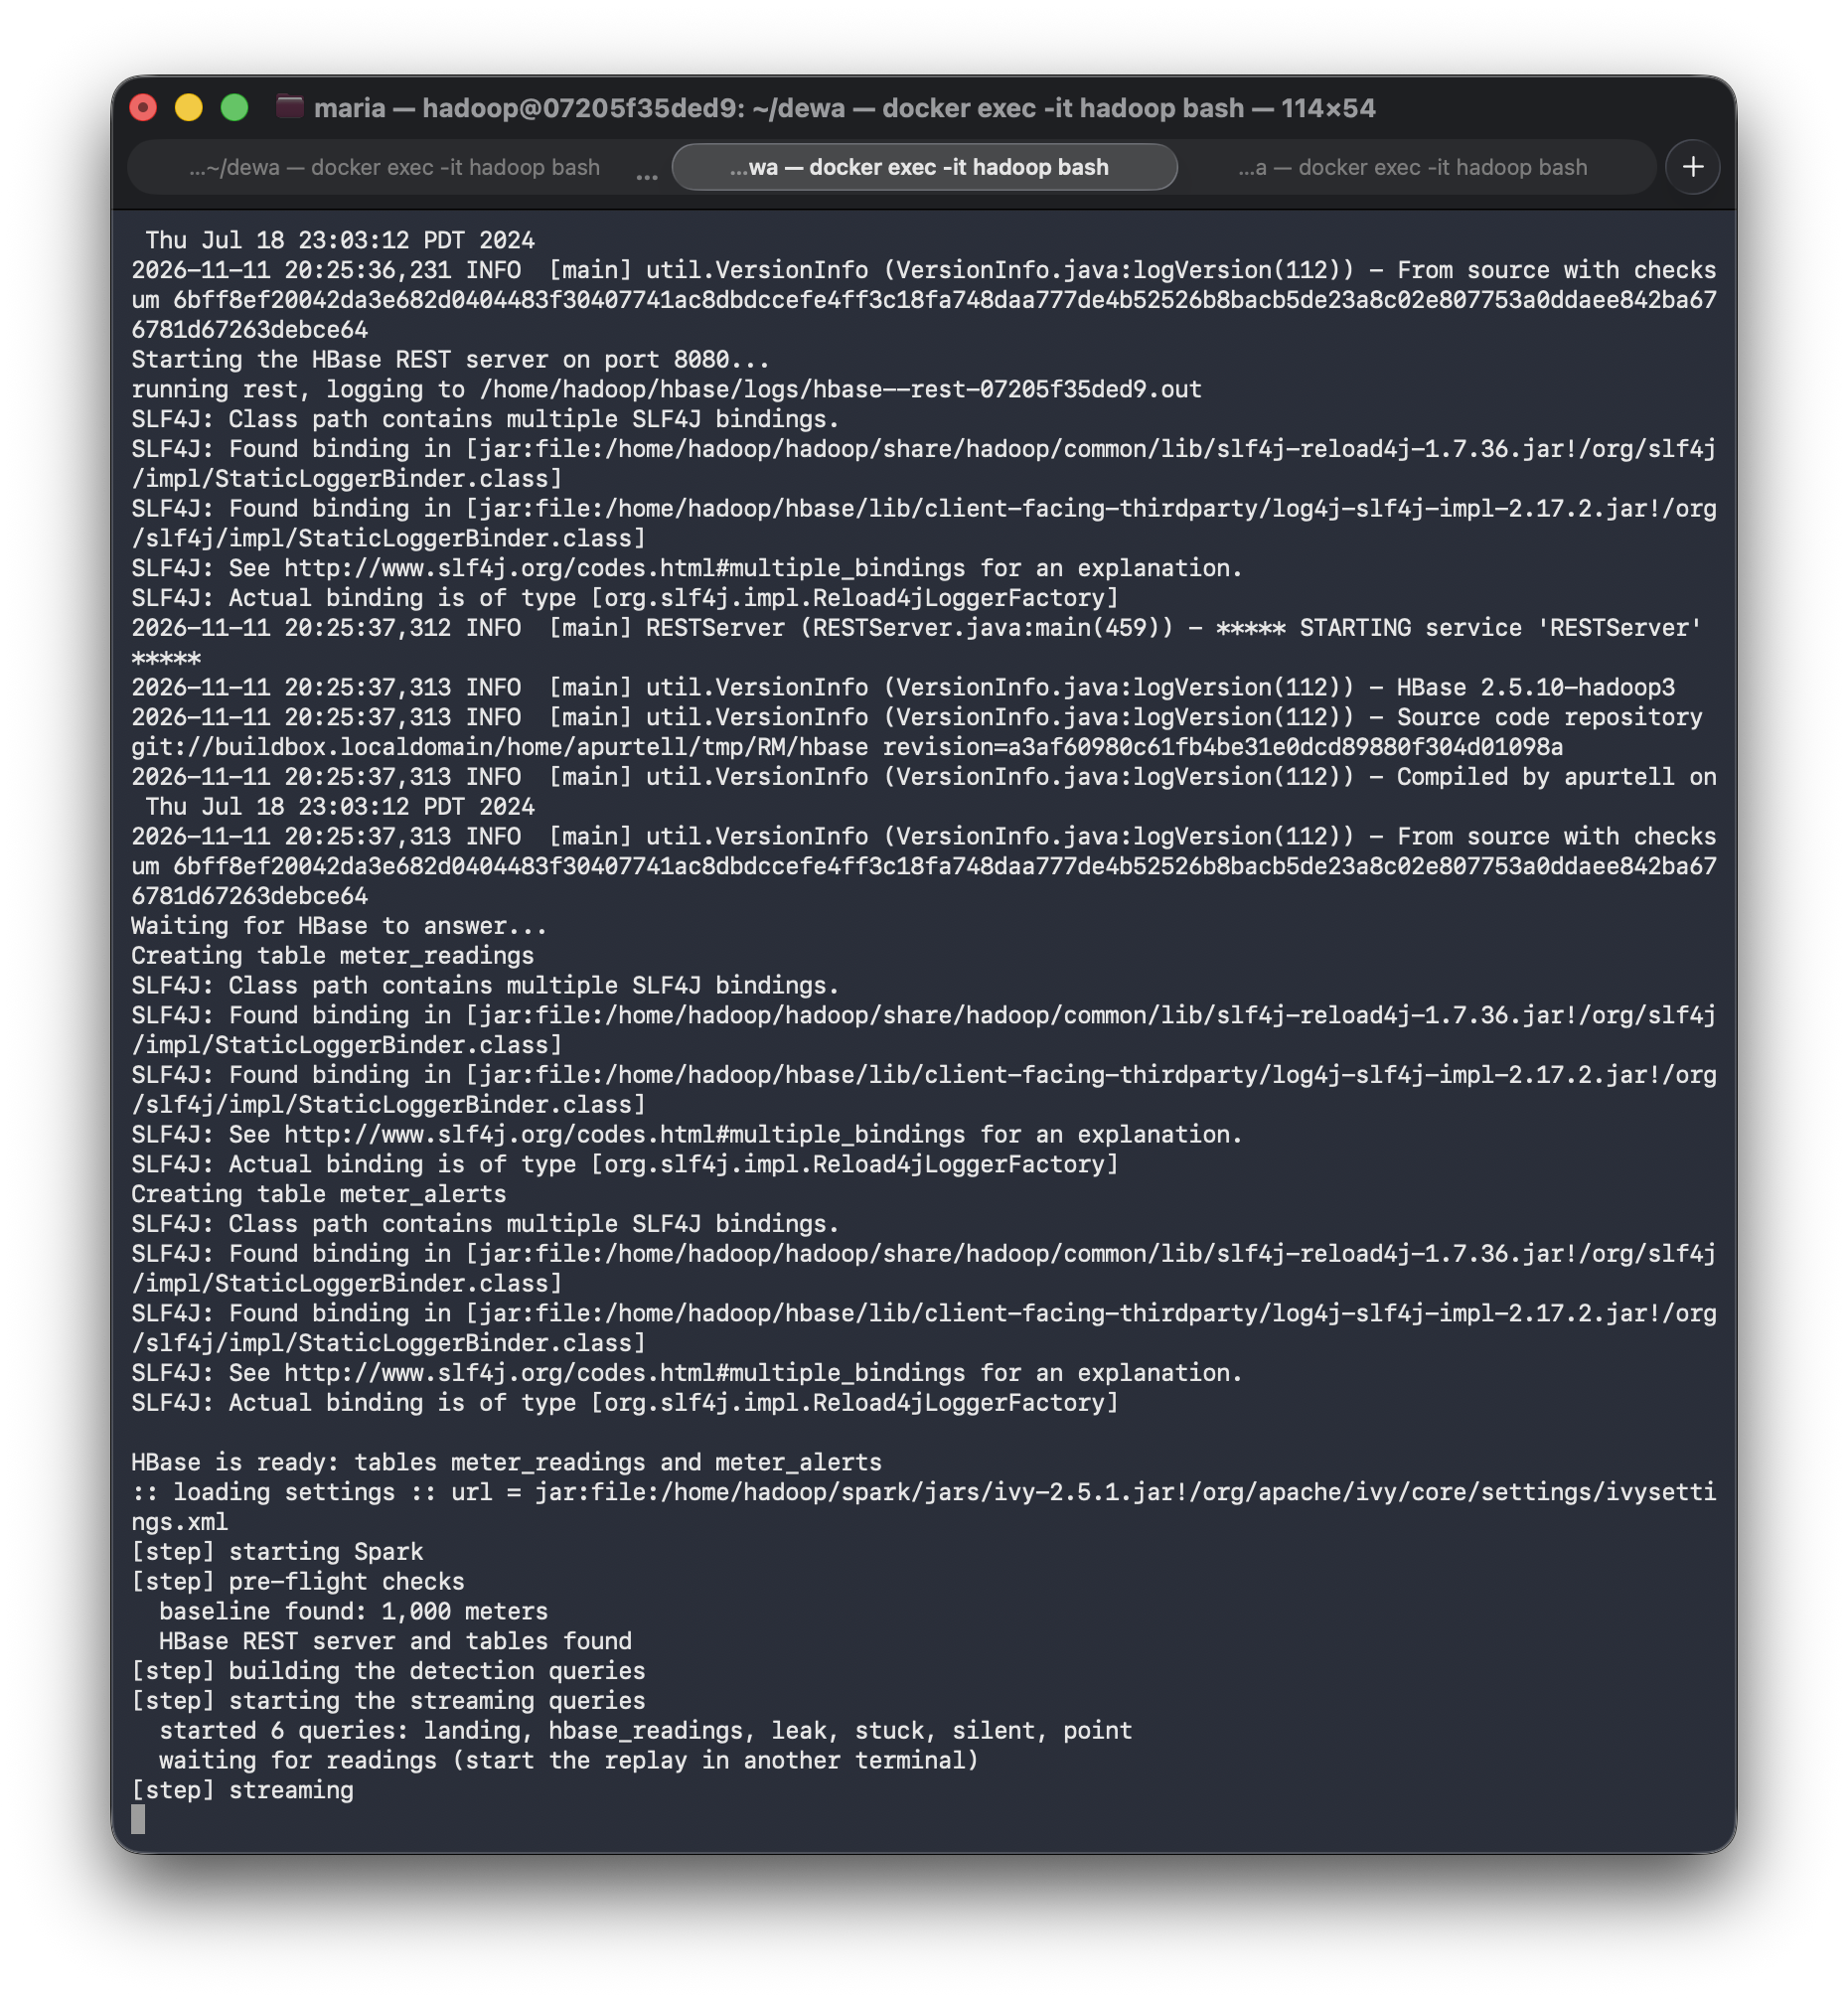 maria — hadoop@07205f35ded9: ~/dewa — docker exec -it hadoop bash — 114×54
...~/dewa — docker exec -it hadoop bash ... ...wa — docker exec -it hadoop bash ...a — docker exec -it hadoop bash +
 Thu Jul 18 23:03:12 PDT 2024
2026-11-11 20:25:36,231 INFO  [main] util.VersionInfo (VersionInfo.java:logVersion(112)) - From source with checks
um 6bff8ef20042da3e682d0404483f30407741ac8dbdccefe4ff3c18fa748daa777de4b52526b8bacb5de23a8c02e807753a0ddaee842ba67
6781d67263debce64
Starting the HBase REST server on port 8080...
running rest, logging to /home/hadoop/hbase/logs/hbase--rest-07205f35ded9.out
SLF4J: Class path contains multiple SLF4J bindings.
SLF4J: Found binding in [jar:file:/home/hadoop/hadoop/share/hadoop/common/lib/slf4j-reload4j-1.7.36.jar!/org/slf4j
/impl/StaticLoggerBinder.class]
SLF4J: Found binding in [jar:file:/home/hadoop/hbase/lib/client-facing-thirdparty/log4j-slf4j-impl-2.17.2.jar!/org
/slf4j/impl/StaticLoggerBinder.class]
SLF4J: See http://www.slf4j.org/codes.html#multiple_bindings for an explanation.
SLF4J: Actual binding is of type [org.slf4j.impl.Reload4jLoggerFactory]
2026-11-11 20:25:37,312 INFO  [main] RESTServer (RESTServer.java:main(459)) - ***** STARTING service 'RESTServer'
*****
2026-11-11 20:25:37,313 INFO  [main] util.VersionInfo (VersionInfo.java:logVersion(112)) - HBase 2.5.10-hadoop3
2026-11-11 20:25:37,313 INFO  [main] util.VersionInfo (VersionInfo.java:logVersion(112)) - Source code repository
git://buildbox.localdomain/home/apurtell/tmp/RM/hbase revision=a3af60980c61fb4be31e0dcd89880f304d01098a
2026-11-11 20:25:37,313 INFO  [main] util.VersionInfo (VersionInfo.java:logVersion(112)) - Compiled by apurtell on
 Thu Jul 18 23:03:12 PDT 2024
2026-11-11 20:25:37,313 INFO  [main] util.VersionInfo (VersionInfo.java:logVersion(112)) - From source with checks
um 6bff8ef20042da3e682d0404483f30407741ac8dbdccefe4ff3c18fa748daa777de4b52526b8bacb5de23a8c02e807753a0ddaee842ba67
6781d67263debce64
Waiting for HBase to answer...
Creating table meter_readings
SLF4J: Class path contains multiple SLF4J bindings.
SLF4J: Found binding in [jar:file:/home/hadoop/hadoop/share/hadoop/common/lib/slf4j-reload4j-1.7.36.jar!/org/slf4j
/impl/StaticLoggerBinder.class]
SLF4J: Found binding in [jar:file:/home/hadoop/hbase/lib/client-facing-thirdparty/log4j-slf4j-impl-2.17.2.jar!/org
/slf4j/impl/StaticLoggerBinder.class]
SLF4J: See http://www.slf4j.org/codes.html#multiple_bindings for an explanation.
SLF4J: Actual binding is of type [org.slf4j.impl.Reload4jLoggerFactory]
Creating table meter_alerts
SLF4J: Class path contains multiple SLF4J bindings.
SLF4J: Found binding in [jar:file:/home/hadoop/hadoop/share/hadoop/common/lib/slf4j-reload4j-1.7.36.jar!/org/slf4j
/impl/StaticLoggerBinder.class]
SLF4J: Found binding in [jar:file:/home/hadoop/hbase/lib/client-facing-thirdparty/log4j-slf4j-impl-2.17.2.jar!/org
/slf4j/impl/StaticLoggerBinder.class]
SLF4J: See http://www.slf4j.org/codes.html#multiple_bindings for an explanation.
SLF4J: Actual binding is of type [org.slf4j.impl.Reload4jLoggerFactory]

HBase is ready: tables meter_readings and meter_alerts
:: loading settings :: url = jar:file:/home/hadoop/spark/jars/ivy-2.5.1.jar!/org/apache/ivy/core/settings/ivysetti
ngs.xml
[step] starting Spark
[step] pre-flight checks
  baseline found: 1,000 meters
  HBase REST server and tables found
[step] building the detection queries
[step] starting the streaming queries
  started 6 queries: landing, hbase_readings, leak, stuck, silent, point
  waiting for readings (start the replay in another terminal)
[step] streaming